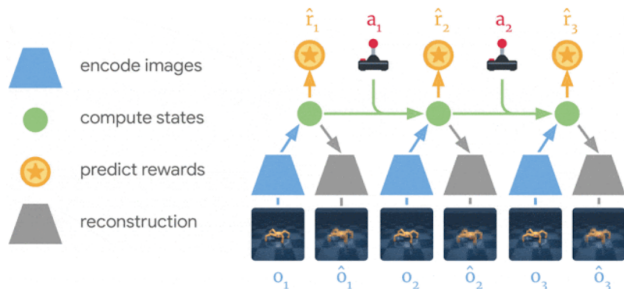 r̂₁ a₁ r̂₂ a₂ r̂₃
encode images
compute states
predict rewards
reconstruction
o₁ ô₁ o₂ ô₂ o₃ ô₃